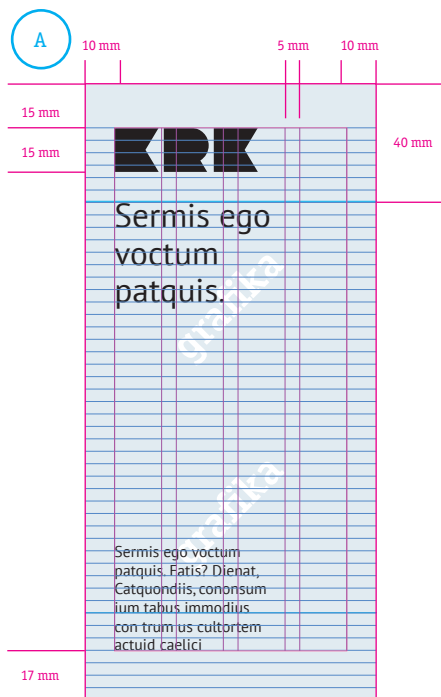 A
10 mm
5 mm
10 mm
15 mm
15 mm
40 mm
KRK
Sermis ego
voctum
patquis.
grafika
grafika
Sermis ego voctum
patquis. Fatis? Dienat,
Catquondiis, cononsum
ium tabus immodius
con trum us cultortem
actuid caelici
17 mm